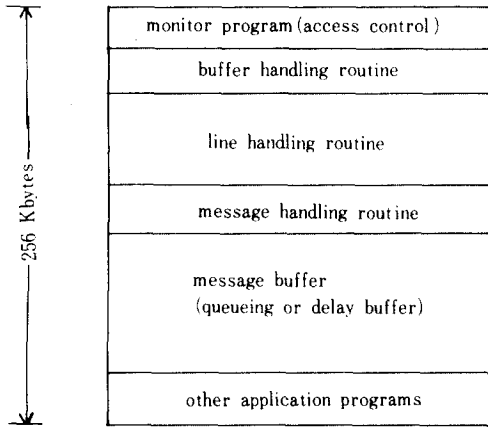 monitor program (access control)
buffer handling routine
line handling routine
256 Kbytes
message handling routine
message buffer
(queueing or delay buffer)
other application programs